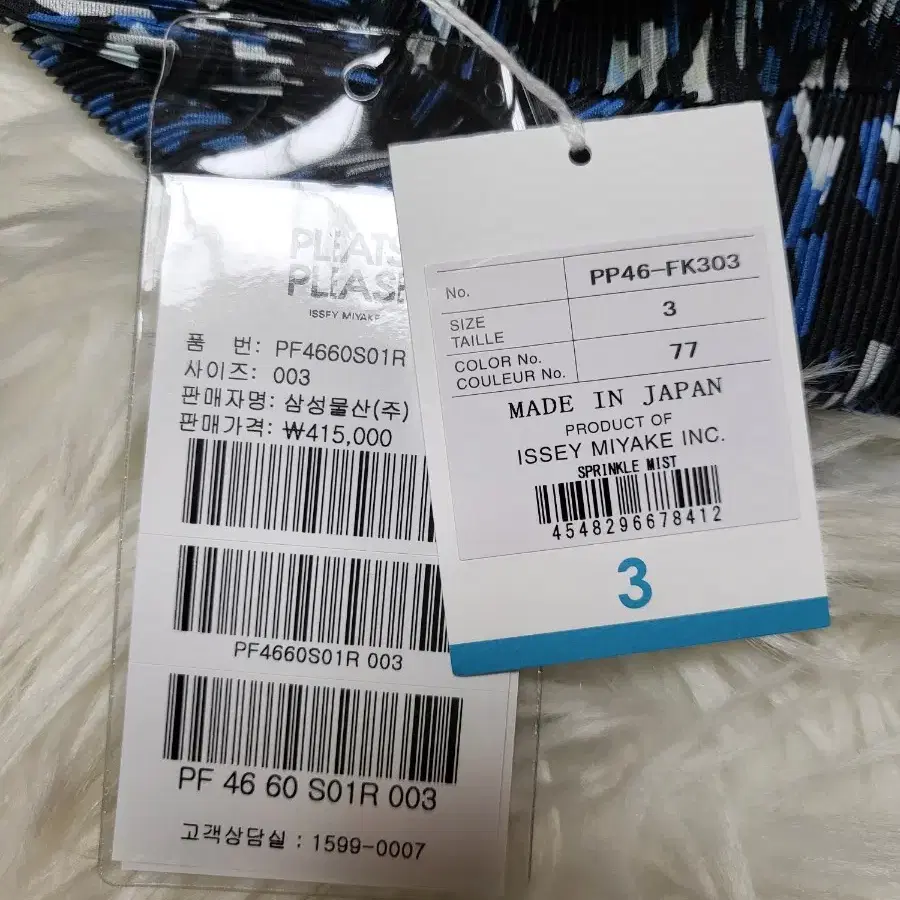 PLEATS
PLEASE
ISSEY MIYAKE
품 번: PF4660S01R
사이즈: 003
판매자명: 삼성물산(주)
판매가격: ₩415,000
PF4660S01R 003
PF 46 60 S01R 003
고객상담실 : 1599-0007
No. PP46-FK303
SIZE
TAILLE 3
COLOR No.
COULEUR No. 77
MADE IN JAPAN
PRODUCT OF
ISSEY MIYAKE INC.
SPRINKLE MIST
4548296678412
3